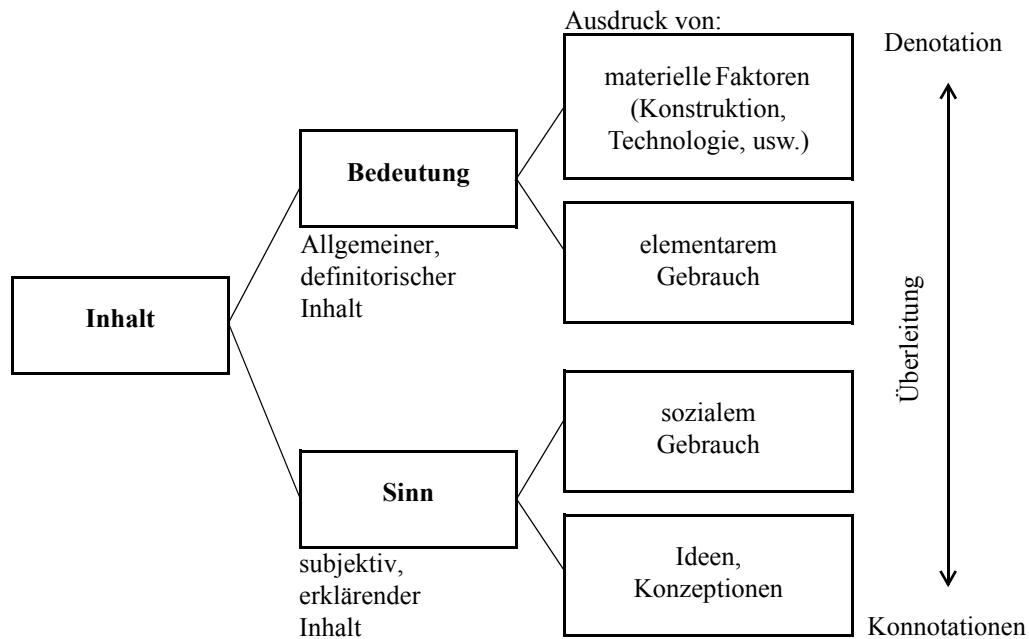 Ausdruck von:
Denotation
materielle Faktoren
(Konstruktion,
Technologie, usw.)
Bedeutung
Allgemeiner,
definitorischer
Inhalt
elementarem
Gebrauch
Inhalt
Überleitung
sozialem
Gebrauch
Sinn
subjektiv,
erklärender
Inhalt
Ideen,
Konzeptionen
Konnotationen